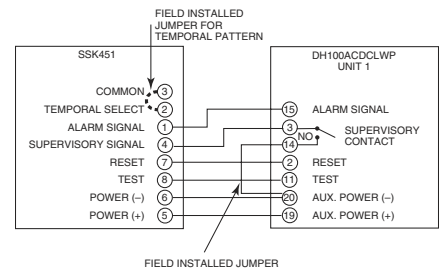 FIELD INSTALLED
JUMPER FOR
TEMPORAL PATTERN
SSK451
COMMON 3
TEMPORAL SELECT 2
ALARM SIGNAL 1
SUPERVISORY SIGNAL 4
RESET 7
TEST 8
POWER (–) 6
POWER (+) 5
DH100ACDCLWP
UNIT 1
15 ALARM SIGNAL
3
NO
SUPERVISORY
CONTACT
14
2 RESET
11 TEST
20 AUX. POWER (–)
19 AUX. POWER (+)
FIELD INSTALLED JUMPER